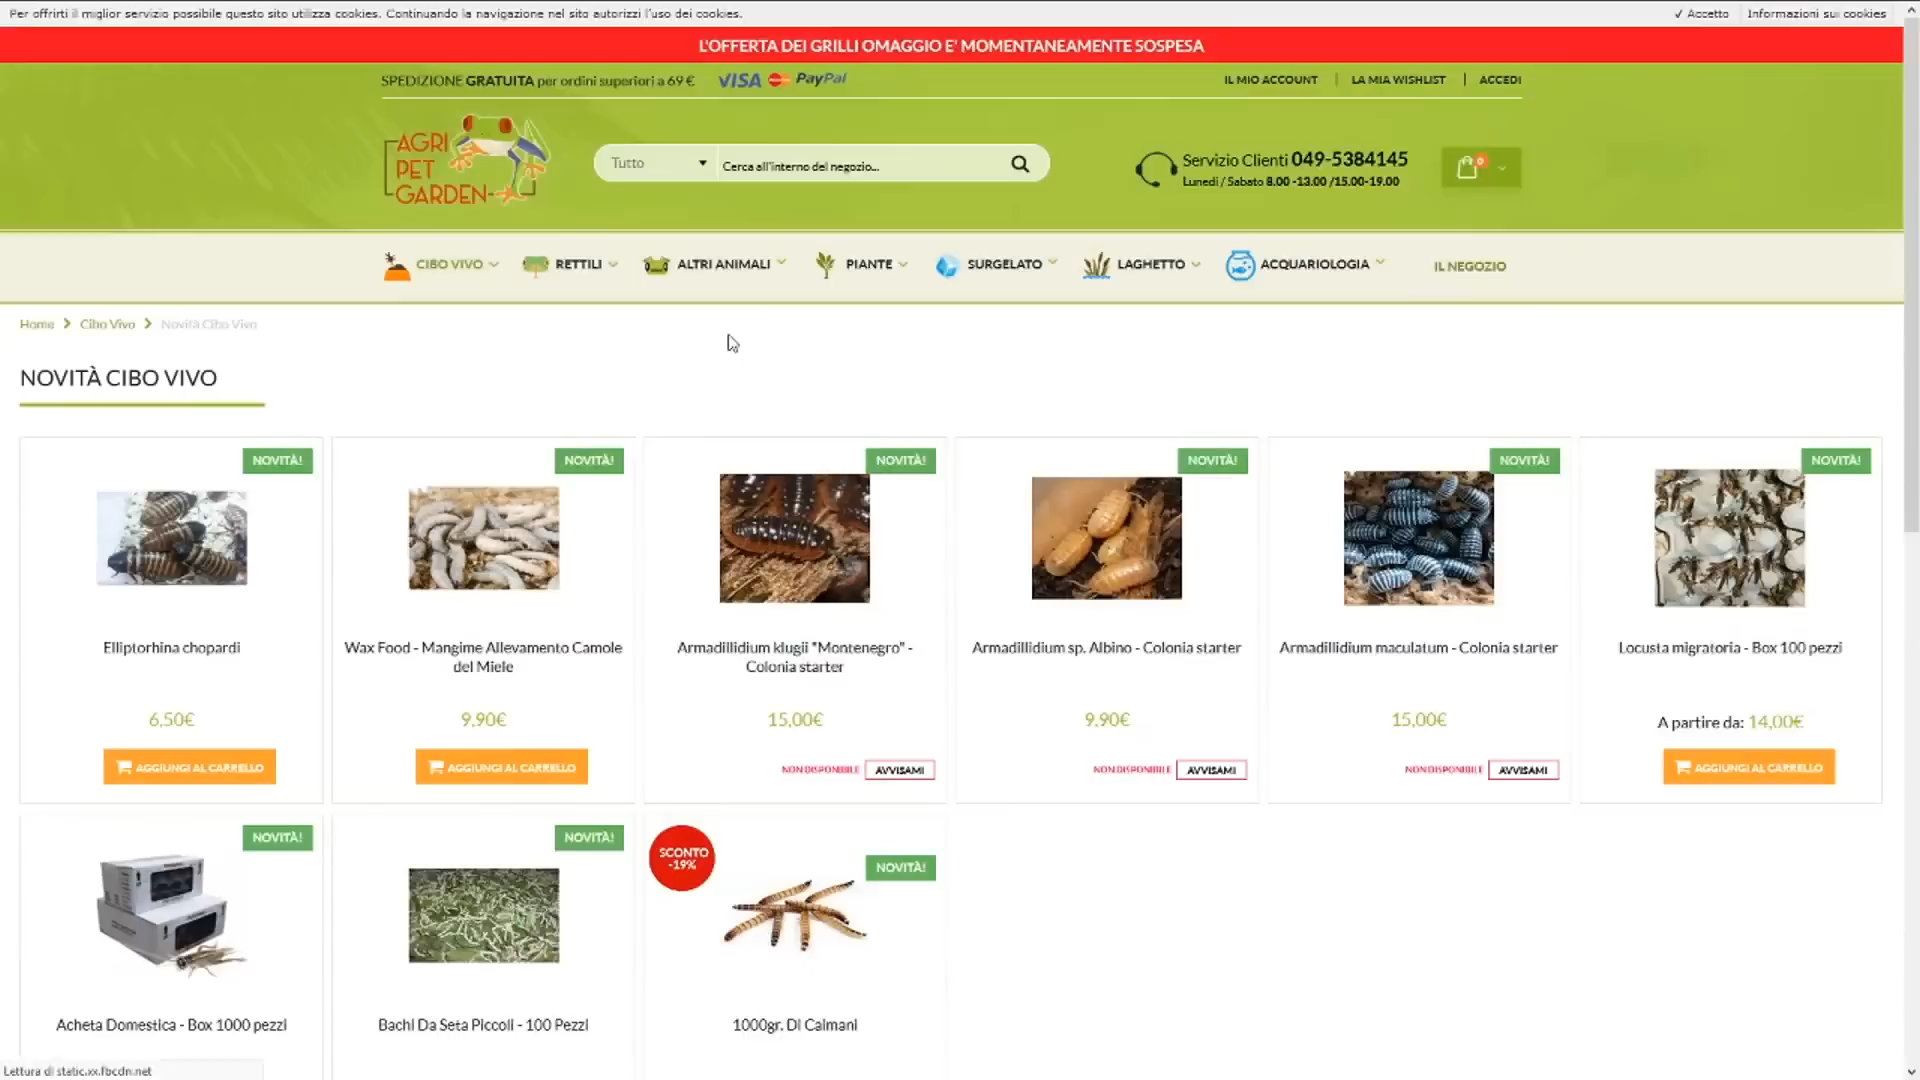 Per offrirti il miglior servizio possibile questo sito utilizza cookies. Continuando la navigazione nel sito autorizzi l'uso dei cookies.
✓ Accetto
Informazioni sui cookies
L'OFFERTA DEI GRILLI OMAGGIO E' MOMENTANEAMENTE SOSPESA
SPEDIZIONE GRATUITA per ordini superiori a 69 €
VISA PayPal
IL MIO ACCOUNT | LA MIA WISHLIST | ACCEDI
AGRI
PET
GARDEN
Tutto
Cerca all'interno del negozio...
Servizio Clienti 049-5384145
Lunedì / Sabato 8.00 -13.00 /15.00-19.00
0
CIBO VIVO
RETTILI
ALTRI ANIMALI
PIANTE
SURGELATO
LAGHETTO
ACQUARIOLOGIA
IL NEGOZIO
Home > Cibo Vivo > Novità Cibo Vivo
NOVITÀ CIBO VIVO
NOVITÀ!
Elliptorhina chopardi
6,50€
AGGIUNGI AL CARRELLO
NOVITÀ!
Wax Food - Mangime Allevamento Camole
del Miele
9,90€
AGGIUNGI AL CARRELLO
NOVITÀ!
Armadillidium klugii "Montenegro" -
Colonia starter
15,00€
NON DISPONIBILE
AVVISAMI
NOVITÀ!
Armadillidium sp. Albino - Colonia starter
9,90€
NON DISPONIBILE
AVVISAMI
NOVITÀ!
Armadillidium maculatum - Colonia starter
15,00€
NON DISPONIBILE
AVVISAMI
NOVITÀ!
Locusta migratoria - Box 100 pezzi
A partire da: 14,00€
AGGIUNGI AL CARRELLO
NOVITÀ!
Acheta Domestica - Box 1000 pezzi
NOVITÀ!
Bachi Da Seta Piccoli - 100 Pezzi
SCONTO
-19%
NOVITÀ!
1000gr. Di Caimani
Lettura di static.xx.fbcdn.net